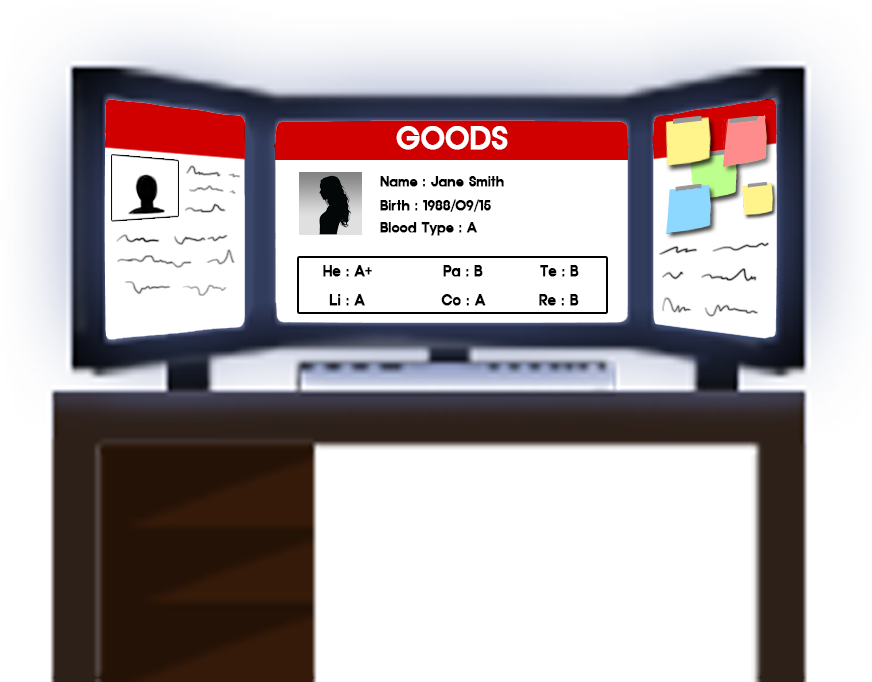 GOODS
Name : Jane Smith
Birth : 1988/09/15
Blood Type : A
He : A+ Pa : B Te : B
Li : A Co : A Re : B